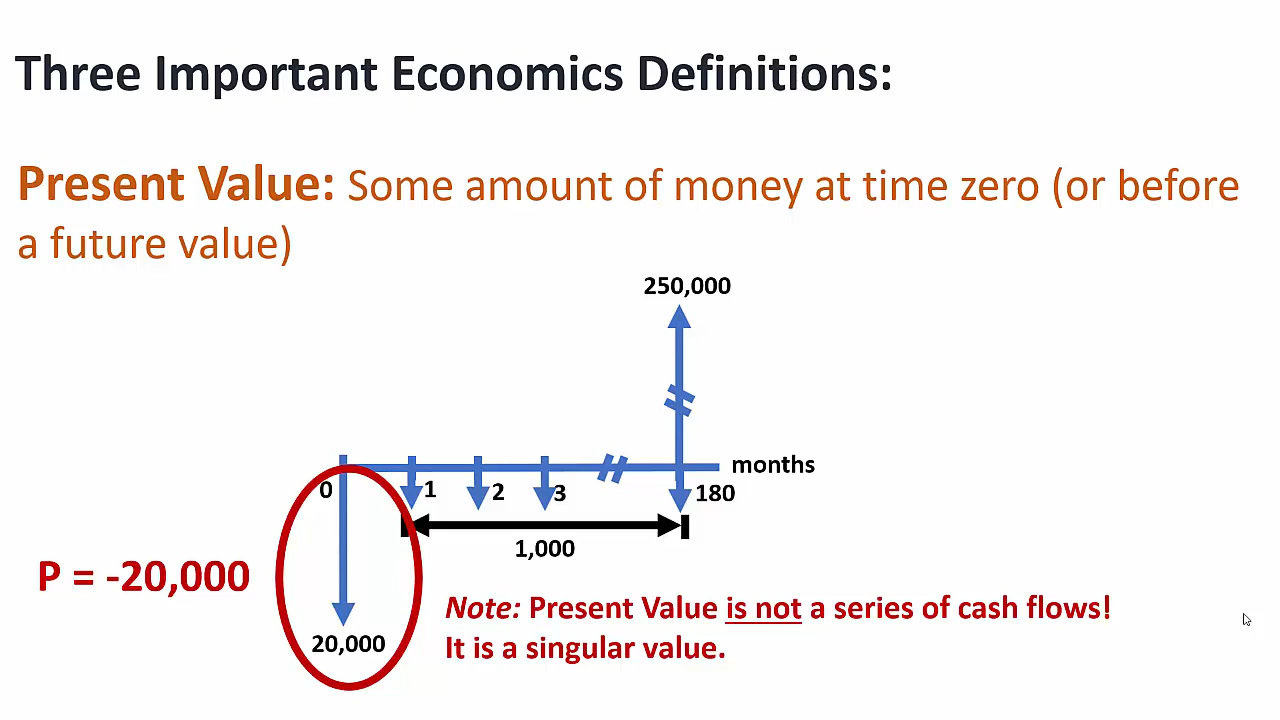 Three Important Economics Definitions:
Present Value: Some amount of money at time zero (or before
a future value)
250,000
months
0
1
2
3
180
1,000
P = -20,000
20,000
Note: Present Value is not a series of cash flows!
It is a singular value.